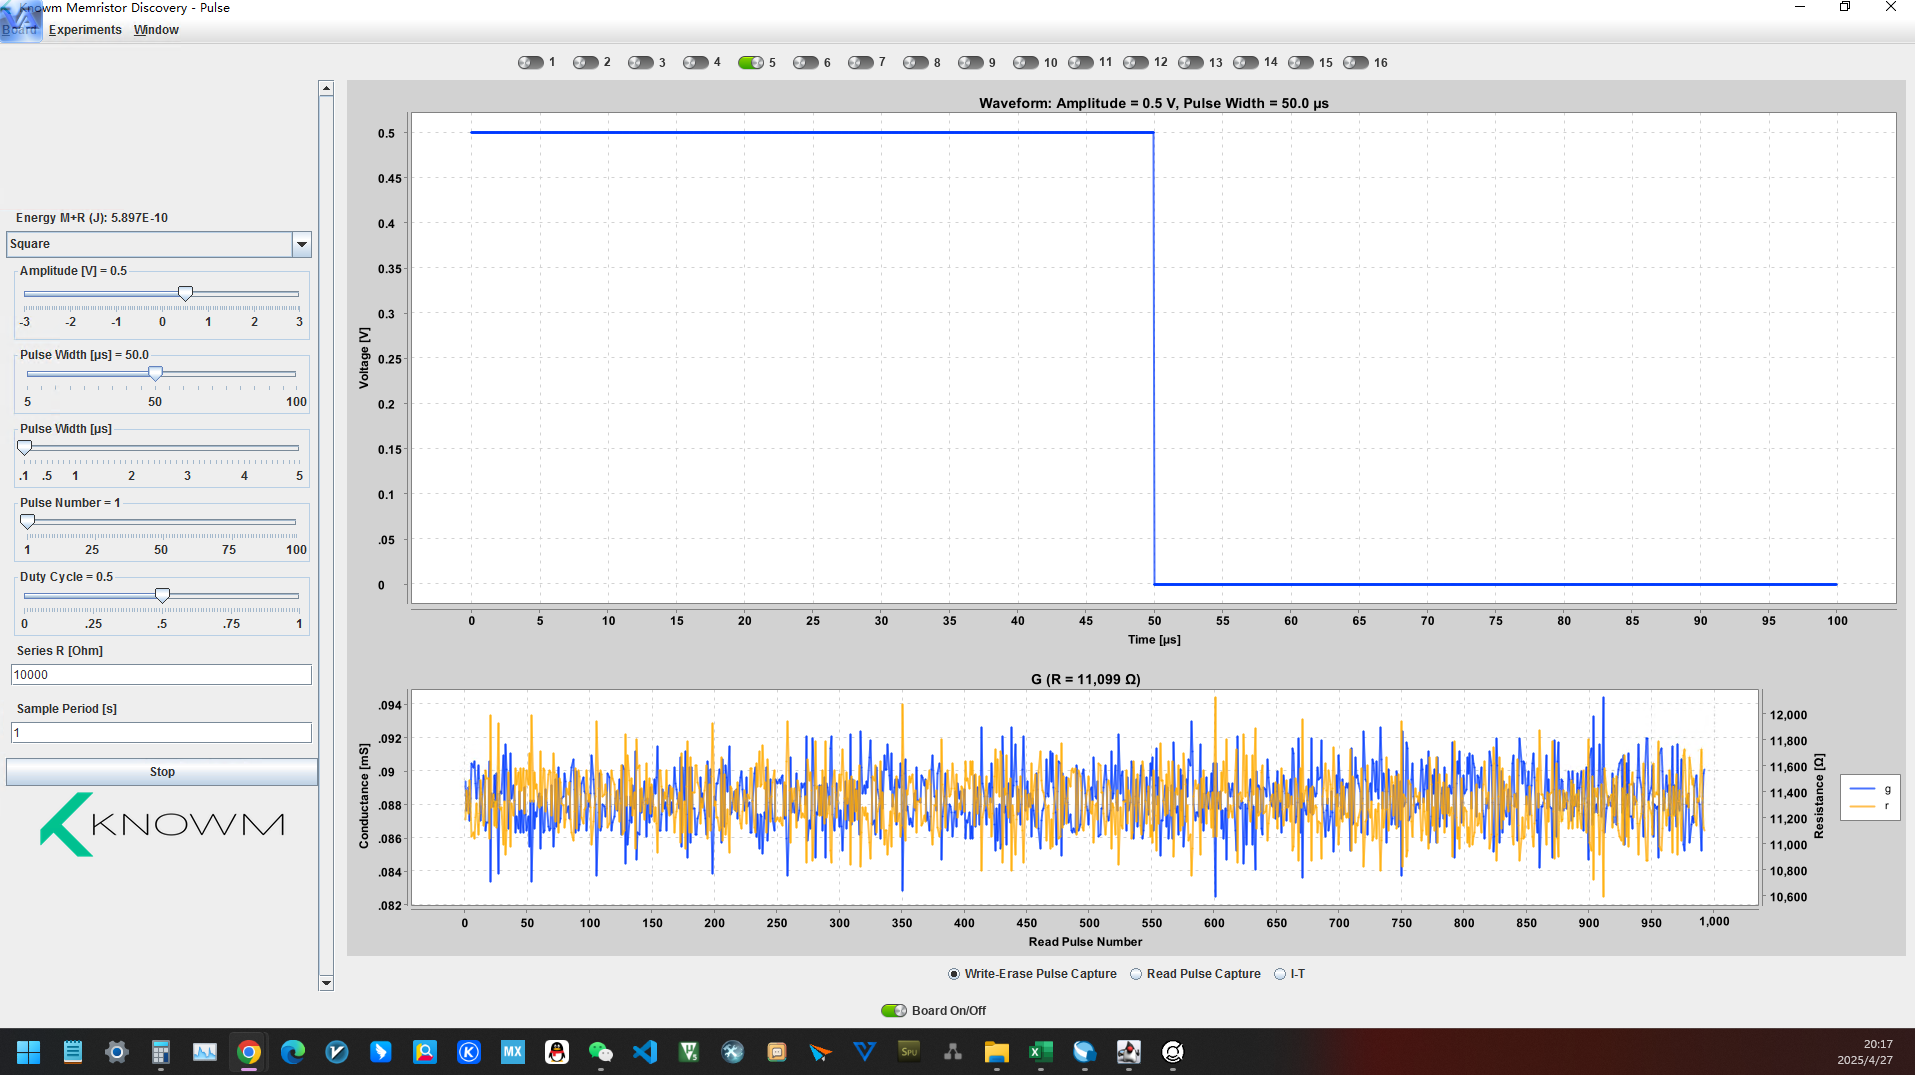 Knowm Memristor Discovery - Pulse
Board Experiments Window
1 2 3 4 5 6 7 8 9 10 11 12 13 14 15 16
Energy M+R (J): 5.897E-10
Square
Amplitude [V] = 0.5
-3 -2 -1 0 1 2 3
Pulse Width [µs] = 50.0
5 50 100
Pulse Width [µs]
.1 .5 1 2 3 4 5
Pulse Number = 1
1 25 50 75 100
Duty Cycle = 0.5
0 .25 .5 .75 1
Series R [Ohm]
10000
Sample Period [s]
1
Stop
KNOWM
Waveform: Amplitude = 0.5 V, Pulse Width = 50.0 µs
Voltage [V]
0.5
0.45
0.4
0.35
0.3
0.25
0.2
0.15
0.1
.05
0
0 5 10 15 20 25 30 35 40 45 50 55 60 65 70 75 80 85 90 95 100
Time [µs]
G (R = 11,099 Ω)
Conductance [mS]
.094
.092
.09
.088
.086
.084
.082
12,000
11,800
11,600
11,400
11,200
11,000
10,800
10,600
Resistance [Ω]
g
r
0 50 100 150 200 250 300 350 400 450 500 550 600 650 700 750 800 850 900 950 1,000
Read Pulse Number
Write-Erase Pulse Capture Read Pulse Capture I-T
Board On/Off
MX
SPU
20:17
2025/4/27